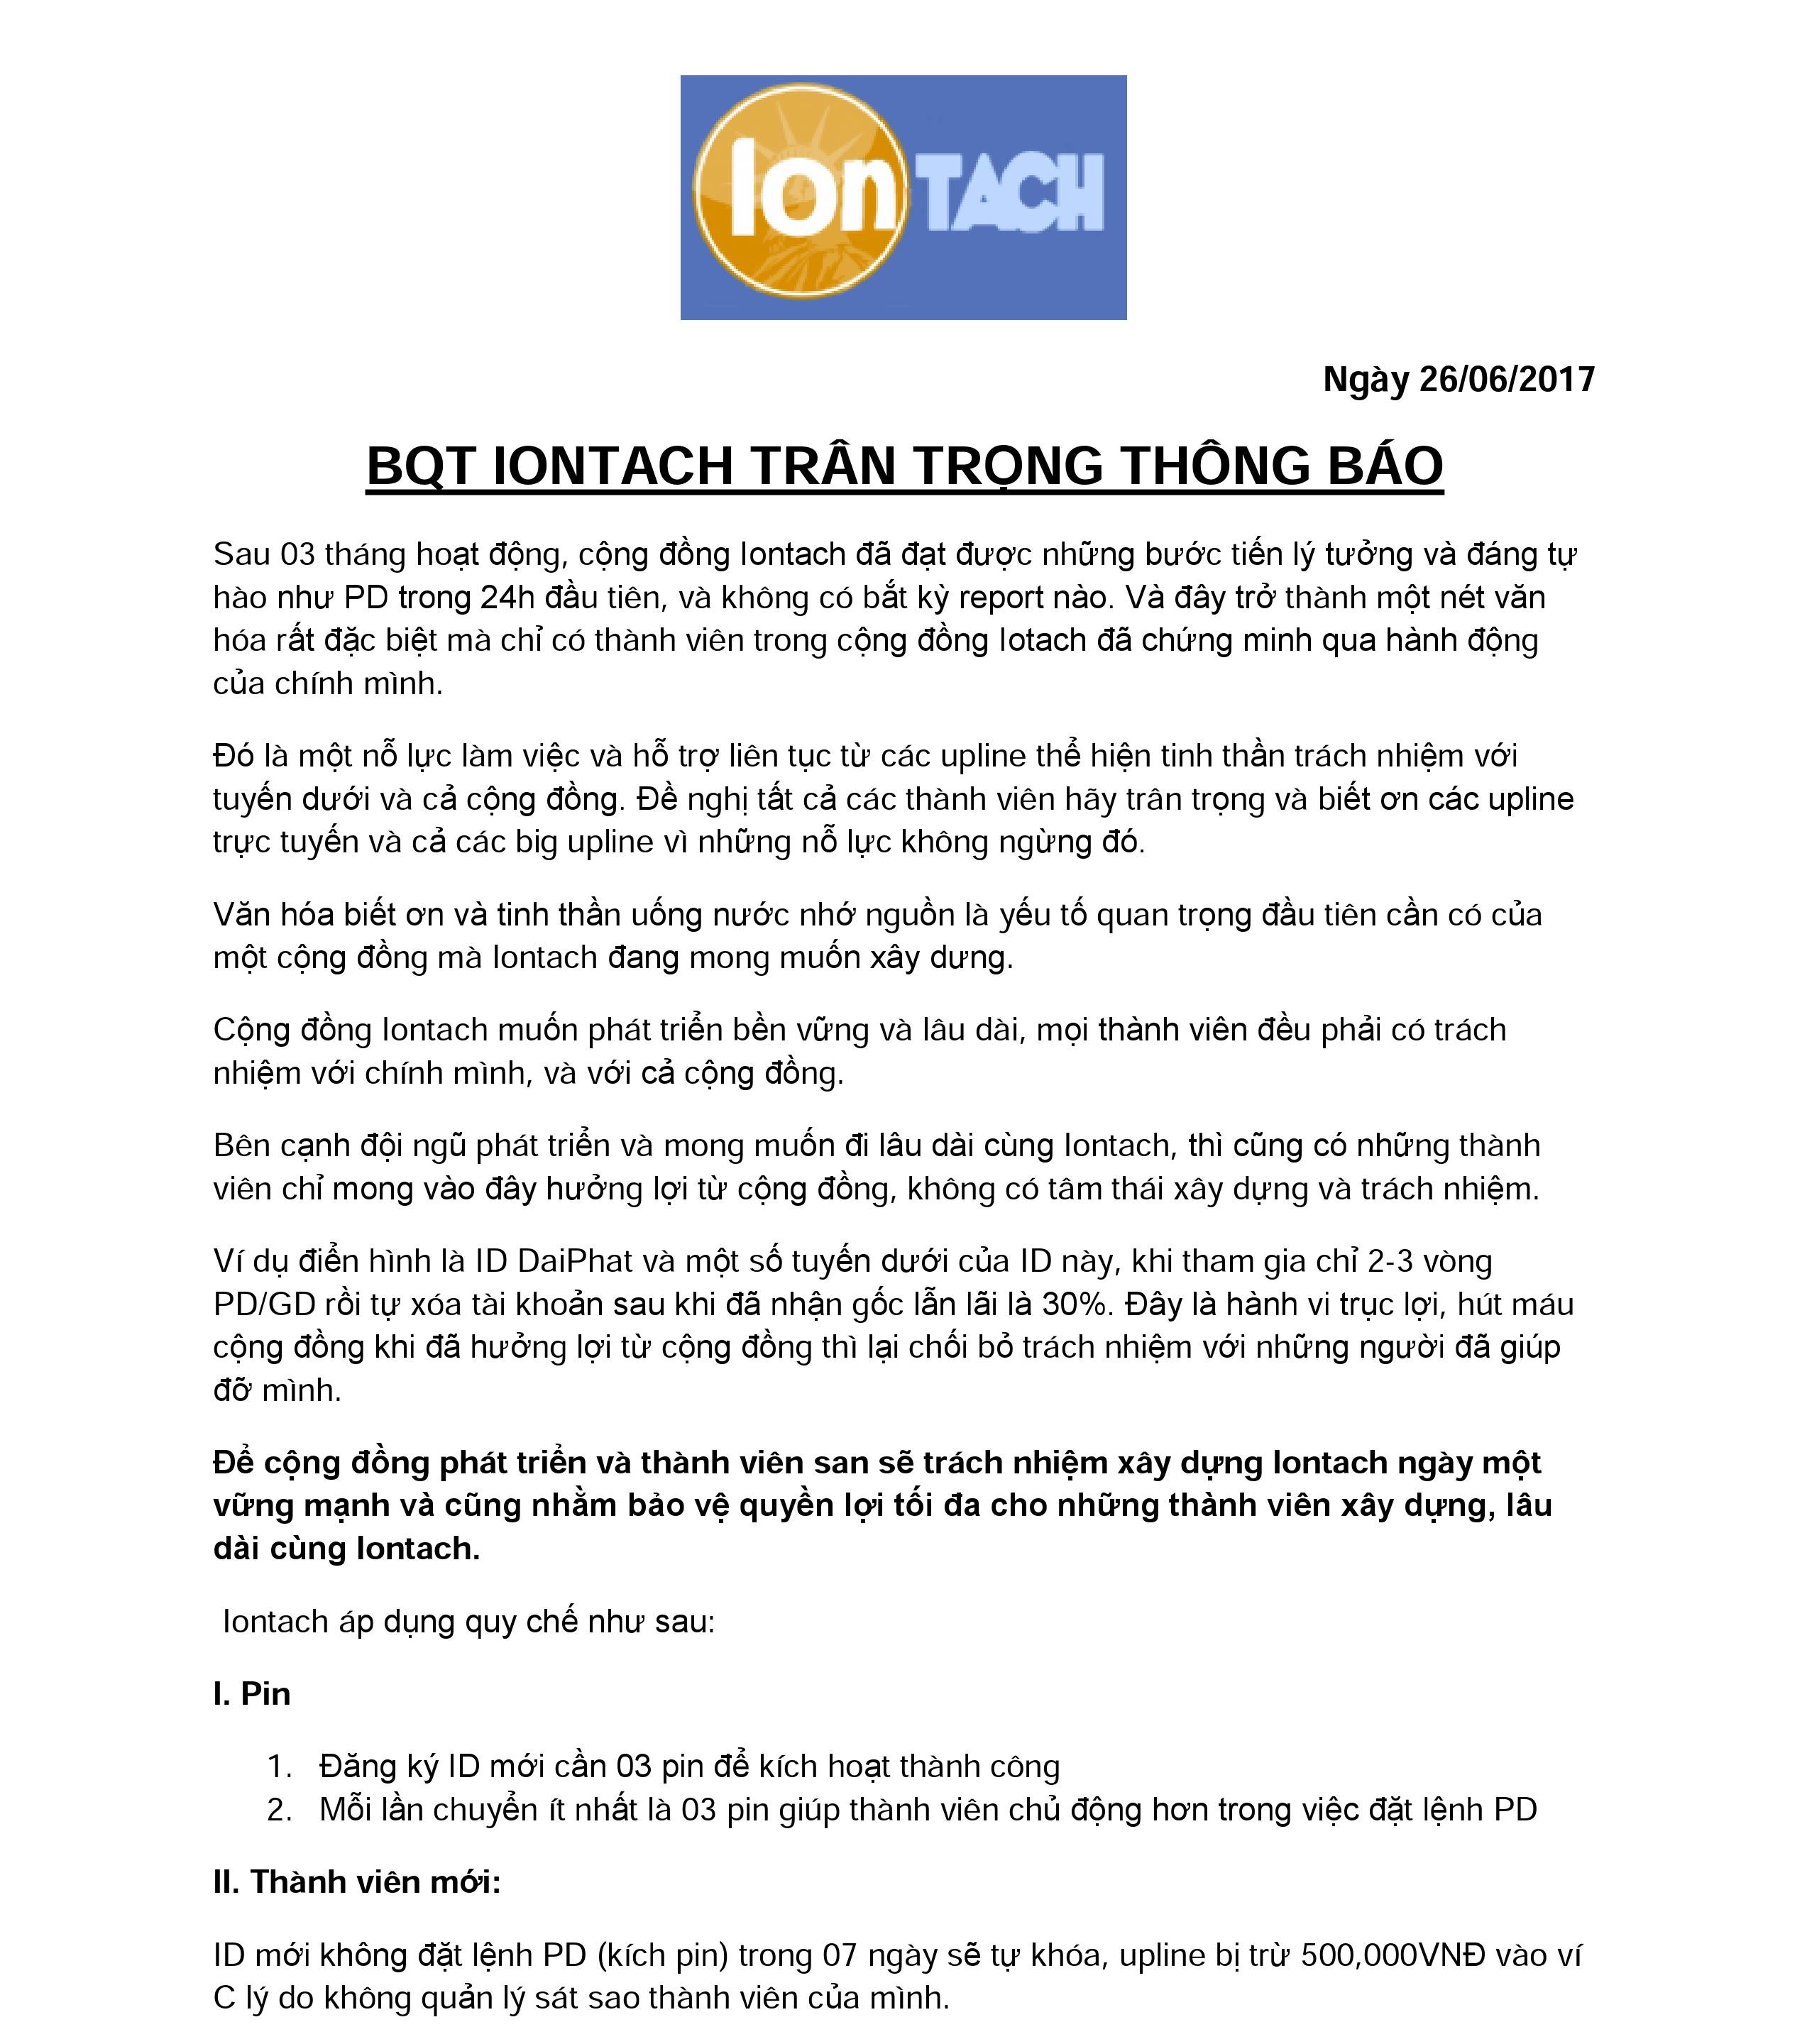 Ion TACH
Ngày 26/06/2017
BQT IONTACH TRÂN TRỌNG THÔNG BÁO
Sau 03 tháng hoạt động, cộng đồng Iontach đã đạt được những bước tiến lý tưởng và đáng tự
hào như PD trong 24h đầu tiên, và không có bắt kỳ report nào. Và đây trở thành một nét văn
hóa rất đặc biệt mà chỉ có thành viên trong cộng đồng Iotach đã chứng minh qua hành động
của chính mình.
Đó là một nỗ lực làm việc và hỗ trợ liên tục từ các upline thể hiện tinh thần trách nhiệm với
tuyến dưới và cả cộng đồng. Đề nghị tất cả các thành viên hãy trân trọng và biết ơn các upline
trực tuyến và cả các big upline vì những nỗ lực không ngừng đó.
Văn hóa biết ơn và tinh thần uống nước nhớ nguồn là yếu tố quan trọng đầu tiên cần có của
một cộng đồng mà Iontach đang mong muốn xây dưng.
Cộng đồng Iontach muốn phát triển bền vững và lâu dài, mọi thành viên đều phải có trách
nhiệm với chính mình, và với cả cộng đồng.
Bên cạnh đội ngũ phát triển và mong muốn đi lâu dài cùng Iontach, thì cũng có những thành
viên chỉ mong vào đây hưởng lợi từ cộng đồng, không có tâm thái xây dựng và trách nhiệm.
Ví dụ điển hình là ID DaiPhat và một số tuyến dưới của ID này, khi tham gia chỉ 2-3 vòng
PD/GD rồi tự xóa tài khoản sau khi đã nhận gốc lẫn lãi là 30%. Đây là hành vi trục lợi, hút máu
cộng đồng khi đã hưởng lợi từ cộng đồng thì lại chối bỏ trách nhiệm với những người đã giúp
đỡ mình.
Để cộng đồng phát triển và thành viên san sẽ trách nhiệm xây dựng Iontach ngày một
vững mạnh và cũng nhằm bảo vệ quyền lợi tối đa cho những thành viên xây dựng, lâu
dài cùng Iontach.
Iontach áp dụng quy chế như sau:
I. Pin
1. Đăng ký ID mới cần 03 pin để kích hoạt thành công
2. Mỗi lần chuyển ít nhất là 03 pin giúp thành viên chủ động hơn trong việc đặt lệnh PD
II. Thành viên mới:
ID mới không đặt lệnh PD (kích pin) trong 07 ngày sẽ tự khóa, upline bị trừ 500,000VNĐ vào ví
C lý do không quản lý sát sao thành viên của mình.